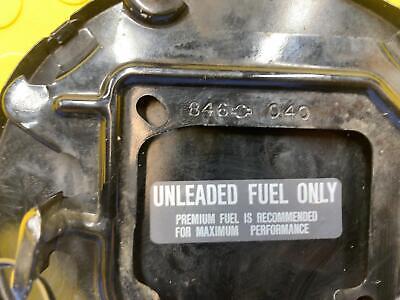 846 040
UNLEADED FUEL ONLY
PREMIUM FUEL IS RECOMMENDED
FOR MAXIMUM PERFORMANCE